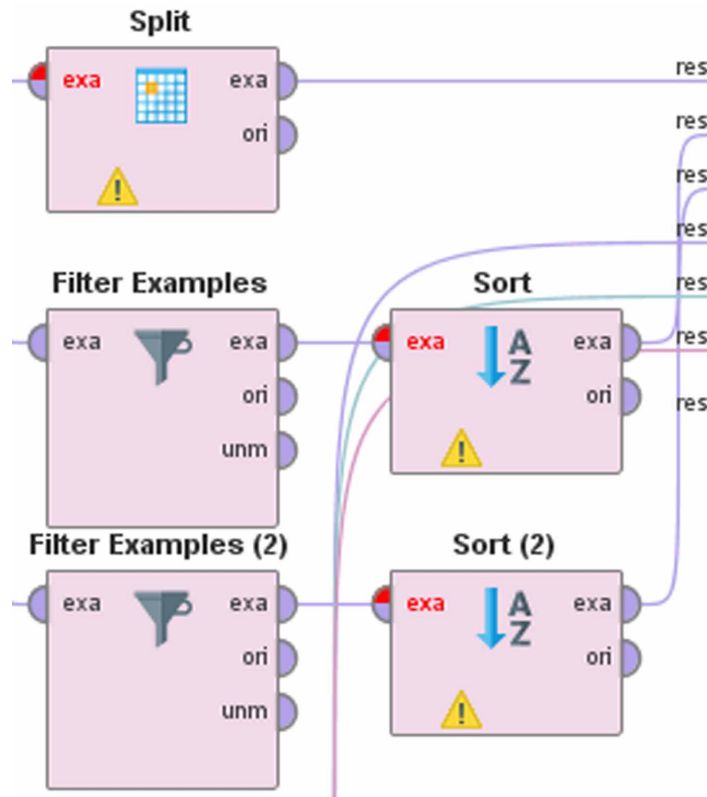 Split
exa
exa
ori
res
res
res
res
res
res
res
Filter Examples
exa
exa
ori
unm
Sort
exa
A
Z
exa
ori
Filter Examples (2)
exa
exa
ori
unm
Sort (2)
exa
A
Z
exa
ori